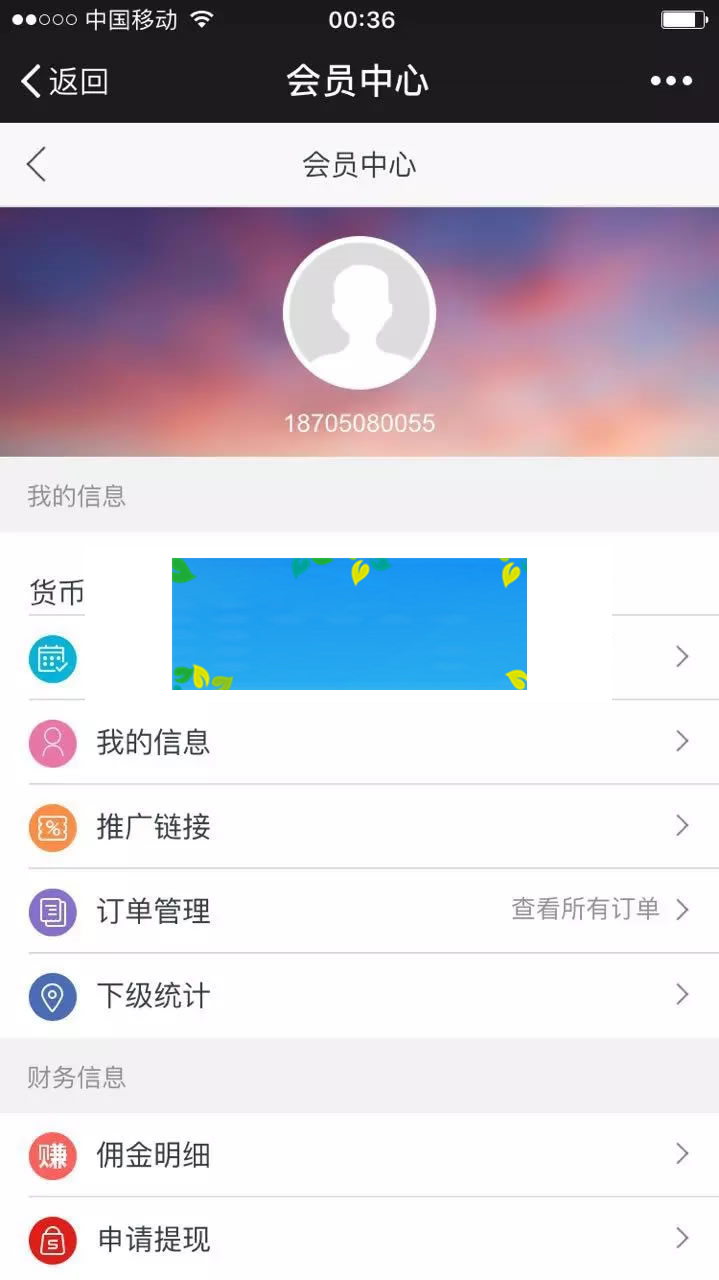 中国移动 00:36
返回 会员中心
会员中心
18705080055
我的信息
货币
我的信息
推广链接
订单管理 查看所有订单
下级统计
财务信息
赚 佣金明细
申请提现